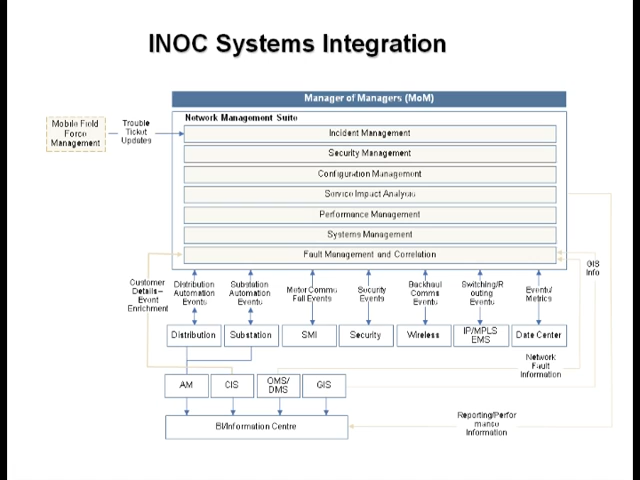 INOC Systems Integration
Manager of Managers (MoM)
Network Management Suite
Mobile Field
Force
Management
Trouble
Ticket
Updates
Incident Management
Security Management
Configuration Management
Service Impact Analysis
Performance Management
Systems Management
Fault Management and Correlation
GIS
Info
Customer
Details–
Event
Enrichment
Distribution
Automation
Events
Substation
Automation
Events
Meter Comms
Fail Events
Security
Events
Backhaul
Comms
Events
Switching/R
outing
Events
Events/
Metrics
Distribution
Substation
SMI
Security
Wireless
IP/MPLS
EMS
Date Center
Network
Fault
Information
AM
CIS
OMS/
DMS
GIS
BI/Information Centre
Reporting/Perfor
manse
Information